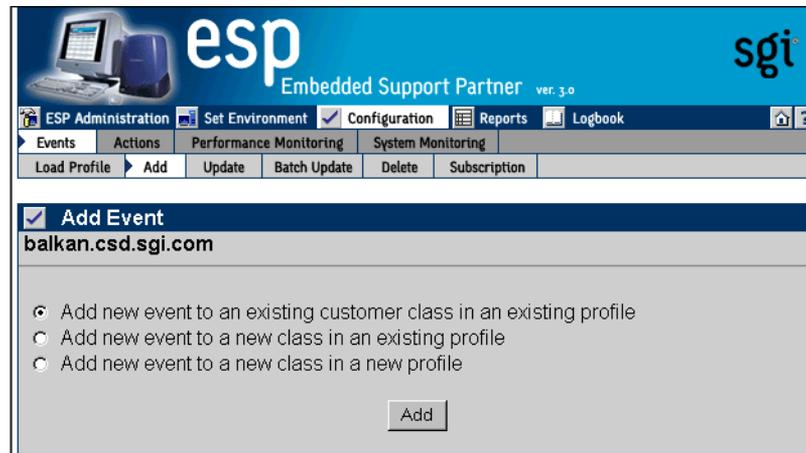 esp
Embedded Support Partner ver. 3.0
sgi
ESP Administration Set Environment Configuration Reports Logbook
Events Actions Performance Monitoring System Monitoring
Load Profile Add Update Batch Update Delete Subscription
Add Event
balkan.csd.sgi.com
Add new event to an existing customer class in an existing profile
Add new event to a new class in an existing profile
Add new event to a new class in a new profile
Add